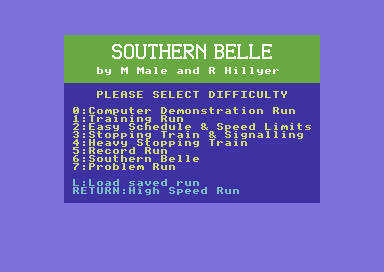 SOUTHERN BELLE
by M Male and R Hillyer
PLEASE SELECT DIFFICULTY
0:Computer Demonstration Run
1:Training Run
2:Easy Schedule & Speed Limits
3:Stopping Train & Signalling
4:Heavy Stopping Train
5:Record Run
6:Southern Belle
7:Problem Run
L:Load saved run
RETURN:High Speed Run